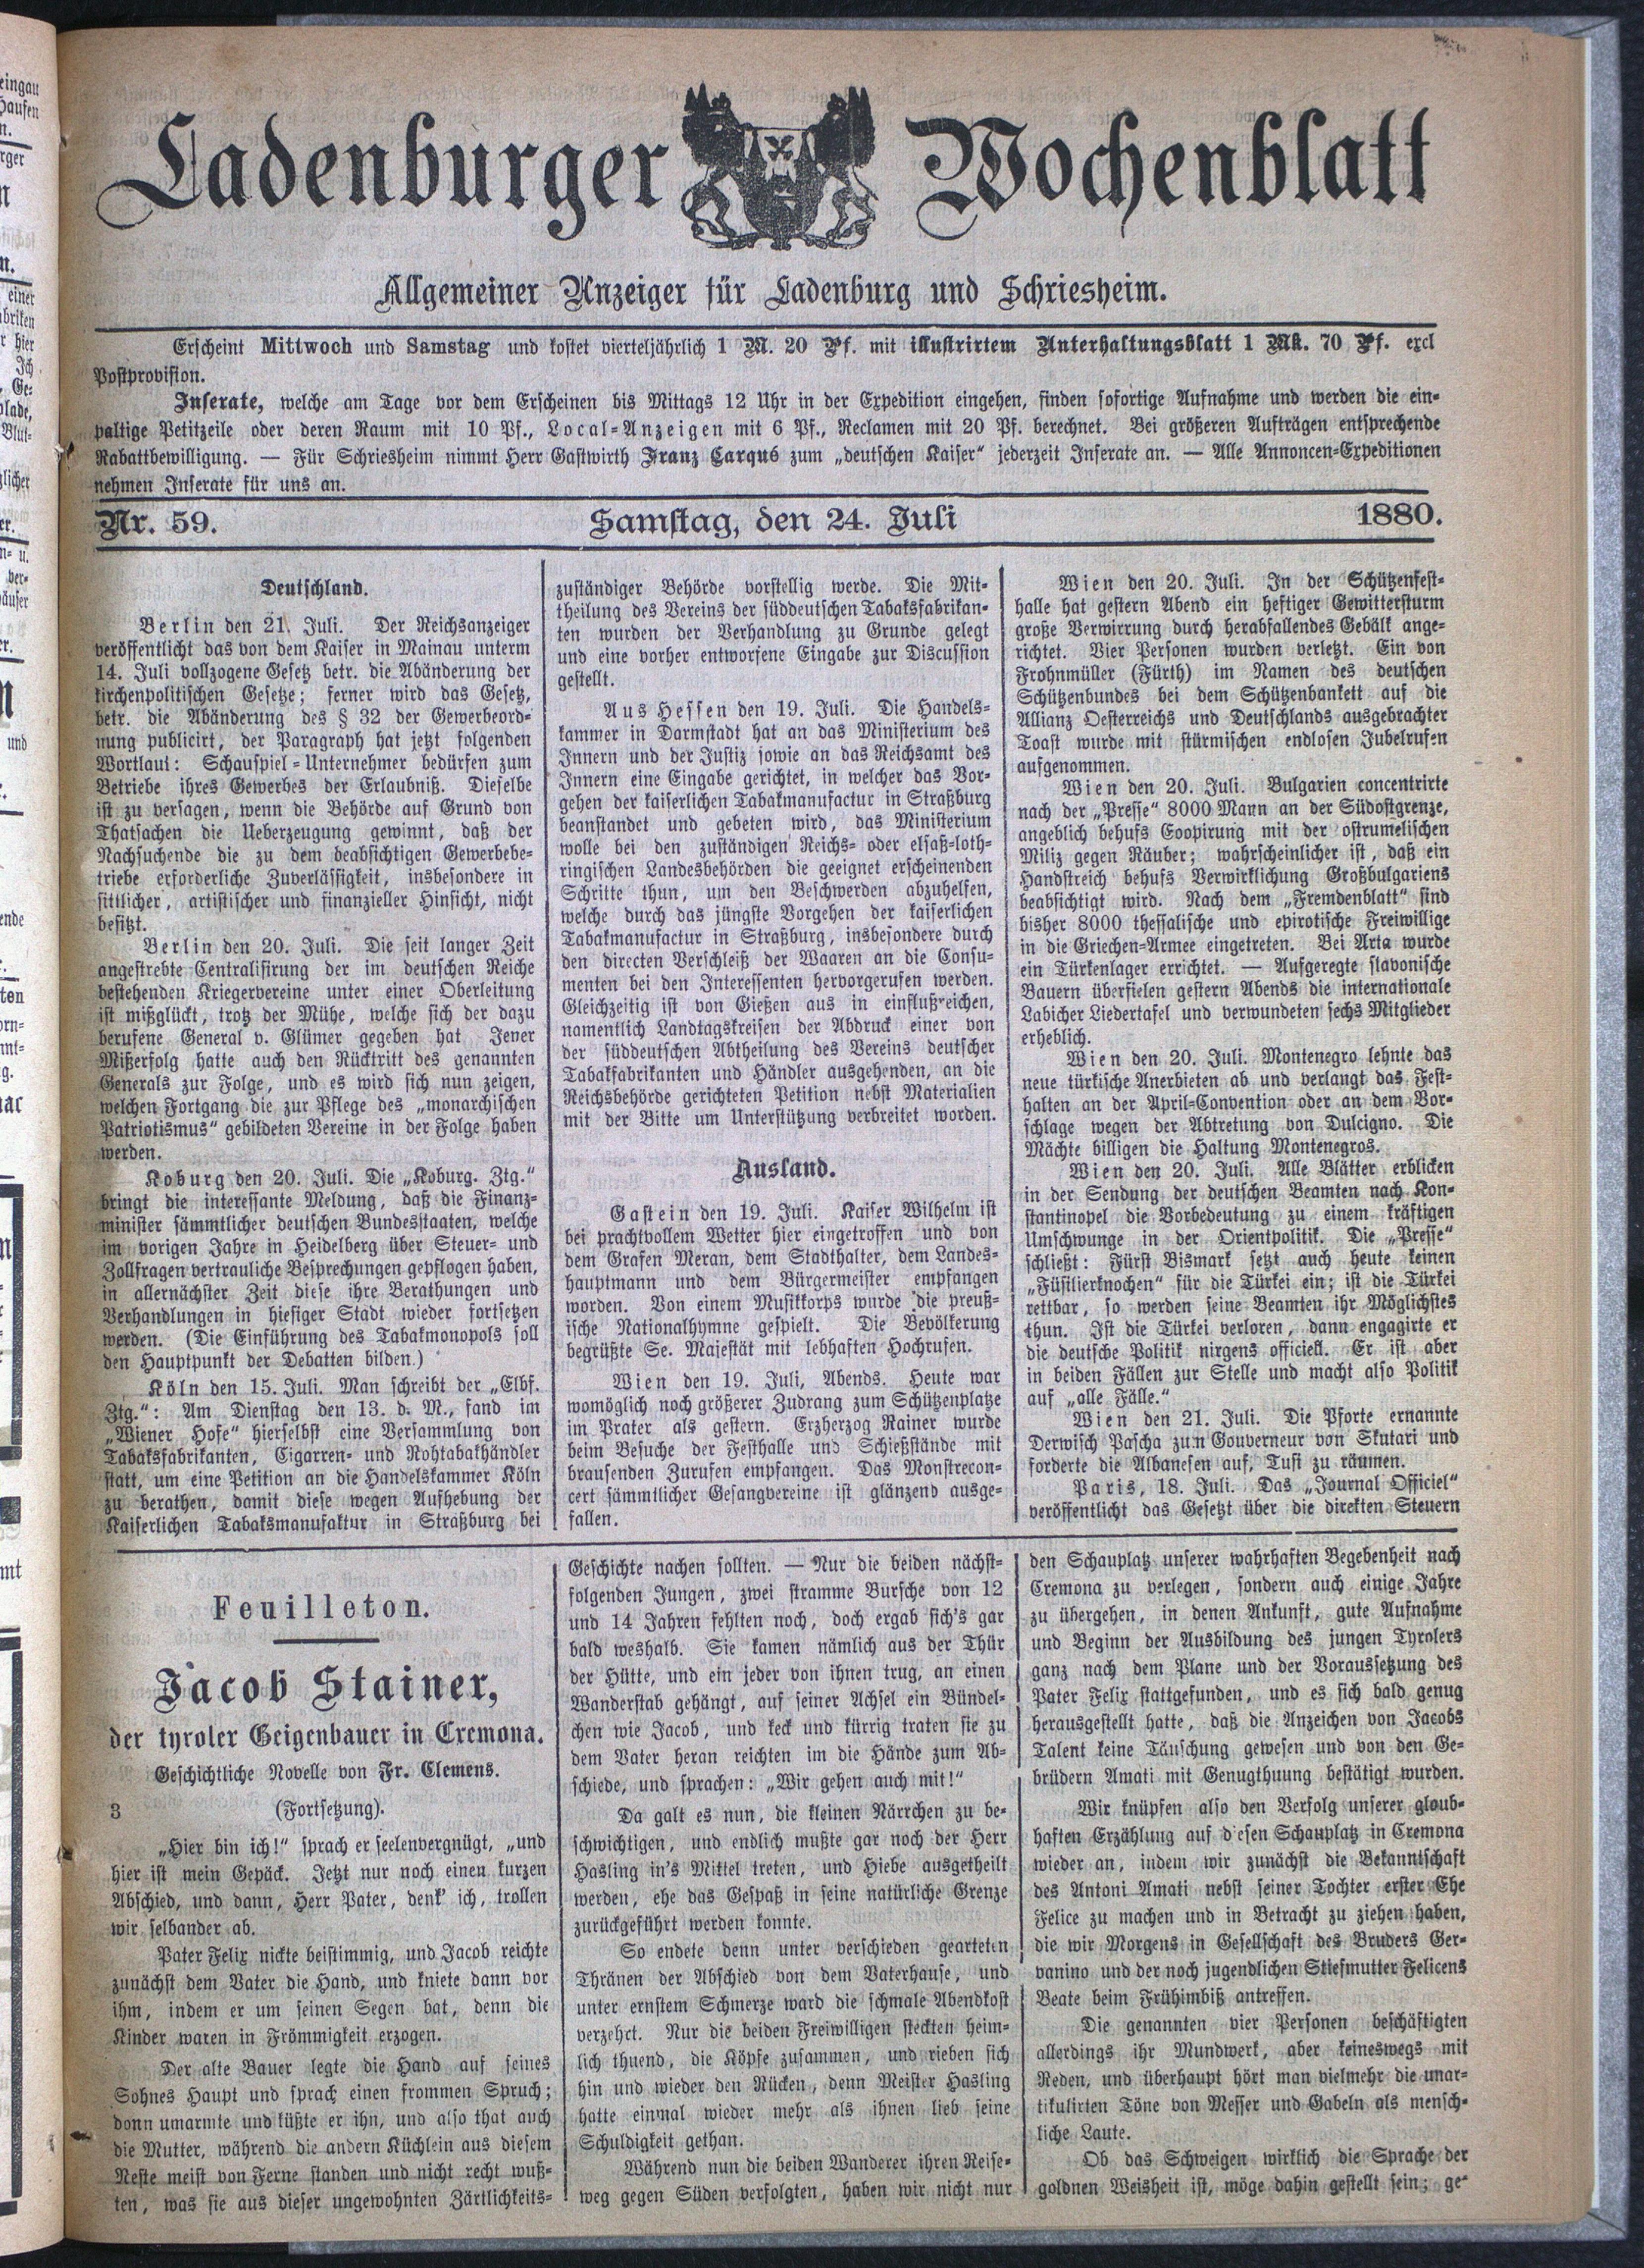 Ladenburger Wochenblatt
Allgemeiner Anzeiger für Ladenburg und Schriesheim.
Erscheint Mittwoch und Samstag und kostet vierteljährlich 1 M. 20 Pf. mit illustrirtem Unterhaltungsblatt 1 Mk. 70 Pf. excl
Postprovision.
Inserate, welche am Tage vor dem Erscheinen bis Mittags 12 Uhr in der Expedition eingehen, finden sofortige Aufnahme und werden die ein-
paltige Petitzeile oder deren Raum mit 10 Pf., Local-Anzeigen mit 6 Pf., Reclamen mit 20 Pf. berechnet. Bei größeren Aufträgen entsprechende
Rabattbewilligung. — Für Schriesheim nimmt Herr Gastwirth Franz Carqué zum „deutschen Kaiser" jederzeit Inserate an. — Alle Annoncen-Expeditionen
nehmen Inserate für uns an.
Nr. 59. Samstag, den 24. Juli 1880.
Deutschland.
Berlin den 21. Juli. Der Reichsanzeiger
veröffentlicht das von dem Kaiser in Mainau unterm
14. Juli vollzogene Gesetz betr. die Abänderung der
kirchenpolitischen Gesetze; ferner wird das Gesetz,
betr. die Abänderung des § 32 der Gewerbeord-
nung publicirt, der Paragraph hat jetzt folgenden
Wortlaut: Schauspiel-Unternehmer bedürfen zum
Betriebe ihres Gewerbes der Erlaubniß. Dieselbe
ist zu versagen, wenn die Behörde auf Grund von
Thatsachen die Ueberzeugung gewinnt, daß der
Nachsuchende die zu dem beabsichtigen Gewerbebe-
triebe erforderliche Zuverlässigkeit, insbesondere in
sittlicher, artistischer und finanzieller Hinsicht, nicht
besitzt.
Berlin den 20. Juli. Die seit langer Zeit
angestrebte Centralisirung der im deutschen Reiche
bestehenden Kriegervereine unter einer Oberleitung
ist mißglückt, trotz der Mühe, welche sich der dazu
berufene General v. Glümer gegeben hat Jener
Mißerfolg hatte auch den Rücktritt des genannten
Generals zur Folge, und es wird sich nun zeigen,
welchen Fortgang die zur Pflege des „monarchischen
Patriotismus" gebildeten Vereine in der Folge haben
werden.
Koburg den 20. Juli. Die „Koburg. Ztg."
bringt die interessante Meldung, daß die Finanz-
minister sämmtlicher deutschen Bundesstaaten, welche
im vorigen Jahre in Heidelberg über Steuer- und
Zollfragen vertrauliche Besprechungen gepflogen haben,
in allernächster Zeit diese ihre Berathungen und
Verhandlungen in hiesiger Stadt wieder fortsetzen
werden. (Die Einführung des Tabakmonopols soll
den Hauptpunkt der Debatten bilden.)
Köln den 15. Juli. Man schreibt der „Elbf.
Ztg.": Am Dienstag den 13. d. M., fand im
„Wiener Hofe" hierselbst eine Versammlung von
Tabaksfabrikanten, Cigarren- und Rohtabakhändler
statt, um eine Petition an die Handelskammer Köln
zu berathen, damit diese wegen Aufhebung der
Kaiserlichen Tabaksmanufaktur in Straßburg bei
zuständiger Behörde vorstellig werde. Die Mit-
theilung des Vereins der süddeutschen Tabaksfabrikan-
ten wurden der Verhandlung zu Grunde gelegt
und eine vorher entworfene Eingabe zur Discussion
gestellt.
Aus Hessen den 19. Juli. Die Handels-
kammer in Darmstadt hat an das Ministerium des
Innern und der Justiz sowie an das Reichsamt des
Innern eine Eingabe gerichtet, in welcher das Vor-
gehen der kaiserlichen Tabakmanufactur in Straßburg
beanstandet und gebeten wird, das Ministerium
wolle bei den zuständigen Reichs- oder elsaß-loth-
ringischen Landesbehörden die geeignet erscheinenden
Schritte thun, um den Beschwerden abzuhelfen,
welche durch das jüngste Vorgehen der kaiserlichen
Tabakmanufactur in Straßburg, insbesondere durch
den directen Verschleiß der Waaren an die Consu-
menten bei den Interessenten hervorgerufen werden.
Gleichzeitig ist von Gießen aus in einflußreichen,
namentlich Landtagskreisen der Abdruck einer von
der süddeutschen Abtheilung des Vereins deutscher
Tabakfabrikanten und Händler ausgehenden, an die
Reichsbehörde gerichteten Petition nebst Materialien
mit der Bitte um Unterstützung verbreitet worden.
Ausland.
Gastein den 19. Juli. Kaiser Wilhelm ist
bei prachtvollem Wetter hier eingetroffen und von
dem Grafen Meran, dem Stadthalter, dem Landes-
hauptmann und dem Bürgermeister empfangen
worden. Von einem Musikkorps wurde die preuß-
ische Nationalhymne gespielt. Die Bevölkerung
begrüßte Se. Majestät mit lebhaften Hochrufen.
Wien den 19. Juli, Abends. Heute war
womöglich noch größerer Zudrang zum Schützenplatze
im Prater als gestern. Erzherzog Rainer wurde
beim Besuche der Festhalle und Schießstände mit
brausenden Zurufen empfangen. Das Monstrecon-
cert sämmtlicher Gesangvereine ist glänzend ausge-
fallen.
Wien den 20. Juli. In der Schützenfest-
halle hat gestern Abend ein heftiger Gewittersturm
große Verwirrung durch herabfallendes Gebälk ange-
richtet. Vier Personen wurden verletzt. Ein von
Frohnmüller (Fürth) im Namen des deutschen
Schützenbundes bei dem Schützenbankett auf die
Allianz Oesterreichs und Deutschlands ausgebrachter
Toast wurde mit stürmischen endlosen Jubelrufen
aufgenommen.
Wien den 20. Juli. Bulgarien concentrirte
nach der „Presse" 8000 Mann an der Südostgrenze,
angeblich behufs Coopirung mit der ostrumelischen
Miliz gegen Räuber; wahrscheinlicher ist, daß ein
Handstreich behufs Verwirklichung Großbulgariens
beabsichtigt wird. Nach dem „Fremdenblatt" sind
bisher 8000 thessalische und epirotische Freiwillige
in die Griechen-Armee eingetreten. Bei Arta wurde
ein Türkenlager errichtet. — Aufgeregte slavonische
Bauern überfielen gestern Abends die internationale
Labicher Liedertafel und verwundeten sechs Mitglieder
erheblich.
Wien den 20. Juli. Montenegro lehnte das
neue türkische Anerbieten ab und verlangt das Fest-
halten an der April-Convention oder an dem Vor-
schlage wegen der Abtretung von Dulcigno. Die
Mächte billigen die Haltung Montenegros.
Wien den 20. Juli. Alle Blätter erblicken
in der Sendung der deutschen Beamten nach Kon-
stantinopel die Vorbedeutung zu einem kräftigen
Umschwunge in der Orientpolitik. Die „Presse"
schließt: Fürst Bismark setzt auch heute keinen
„Füsilierknochen" für die Türkei ein; ist die Türkei
rettbar, so werden seine Beamten ihr Möglichstes
thun. Ist die Türkei verloren, dann engagirte er
die deutsche Politik nirgens officiell. Er ist aber
in beiden Fällen zur Stelle und macht also Politik
auf „alle Fälle."
Wien den 21. Juli. Die Pforte ernannte
Derwisch Pascha zum Gouverneur von Skutari und
forderte die Albanesen auf, Tusi zu räumen.
Paris, 18. Juli. Das „Journal Officiel"
veröffentlicht das Gesetzt über die direkten Steuern
Feuilleton.
Jacob Stainer,
der tyroler Geigenbauer in Cremona.
Geschichtliche Novelle von Fr. Clemens.
3 (Fortsetzung).
„Hier bin ich!" sprach er seelenvergnügt, „und
hier ist mein Gepäck. Jetzt nur noch einen kurzen
Abschied, und dann, Herr Pater, denk' ich, trollen
wir selbander ab.
Pater Felix nickte beistimmig, und Jacob reichte
zunächst dem Vater die Hand, und kniete dann vor
ihm, indem er um seinen Segen bat, denn die
Kinder waren in Frömmigkeit erzogen.
Der alte Bauer legte die Hand auf seines
Sohnes Haupt und sprach einen frommen Spruch;
donn umarmte und küßte er ihn, und also that auch
die Mutter, während die andern Küchlein aus diesem
Neste meist von Ferne standen und nicht recht wuß-
ten, was sie aus dieser ungewohnten Zärtlichkeits-
Geschichte nachen sollten. — Nur die beiden nächst-
folgenden Jungen, zwei stramme Bursche von 12
und 14 Jahren fehlten noch, doch ergab sich's gar
bald weshalb. Sie kamen nämlich aus der Thür
der Hütte, und ein jeder von ihnen trug, an einen
Wanderstab gehängt, auf seiner Achsel ein Bündel-
chen wie Jacob, und keck und kürrig traten sie zu
dem Vater heran reichten im die Hände zum Ab-
schiede, und sprachen: „Wir gehen auch mit!"
Da galt es nun, die kleinen Närrchen zu be-
schwichtigen, und endlich mußte gar noch der Herr
Hasling in's Mittel treten, und Hiebe ausgetheilt
werden, ehe das Gespaß in seine natürliche Grenze
zurückgeführt werden konnte.
So endete denn unter verschieden gearteten
Thränen der Abschied von dem Vaterhause, und
unter ernstem Schmerze ward die schmale Abendkost
verzehrt. Nur die beiden Freiwilligen steckten heim-
lich thuend, die Köpfe zusammen, und rieben sich
hin und wieder den Rücken, denn Meister Hasling
hatte einmal wieder mehr als ihnen lieb seine
Schuldigkeit gethan.
Während nun die beiden Wanderer ihren Reise-
weg gegen Süden verfolgten, haben wir nicht nur
den Schauplatz unserer wahrhaften Begebenheit nach
Cremona zu verlegen, sondern auch einige Jahre
zu übergehen, in denen Ankunft, gute Aufnahme
und Beginn der Ausbildung des jungen Tyrolers
ganz nach dem Plane und der Voraussetzung des
Pater Felix stattgefunden, und es sich bald genug
herausgestellt hatte, daß die Anzeichen von Jacobs
Talent keine Täuschung gewesen und von den Ge-
brüdern Amati mit Genugthuung bestätigt wurden.
Wir knüpfen also den Verfolg unserer glaub-
haften Erzählung auf diesen Schauplatz in Cremona
wieder an, indem wir zunächst die Bekanntschaft
des Antoni Amati nebst seiner Tochter erster Ehe
Felice zu machen und in Betracht zu ziehen haben,
die wir Morgens in Gesellschaft des Bruders Ger-
vanino und der noch jugendlichen Stiefmutter Felicens
Beate beim Frühimbiß antreffen.
Die genannten vier Personen beschäftigten
allerdings ihr Mundwerk, aber keineswegs mit
Reden, und überhaupt hört man vielmehr die unar-
tikulirten Töne von Messer und Gabeln als mensch-
liche Laute.
Ob das Schweigen wirklich die Sprache der
goldnen Weisheit ist, möge dahin gestellt sein; ge-